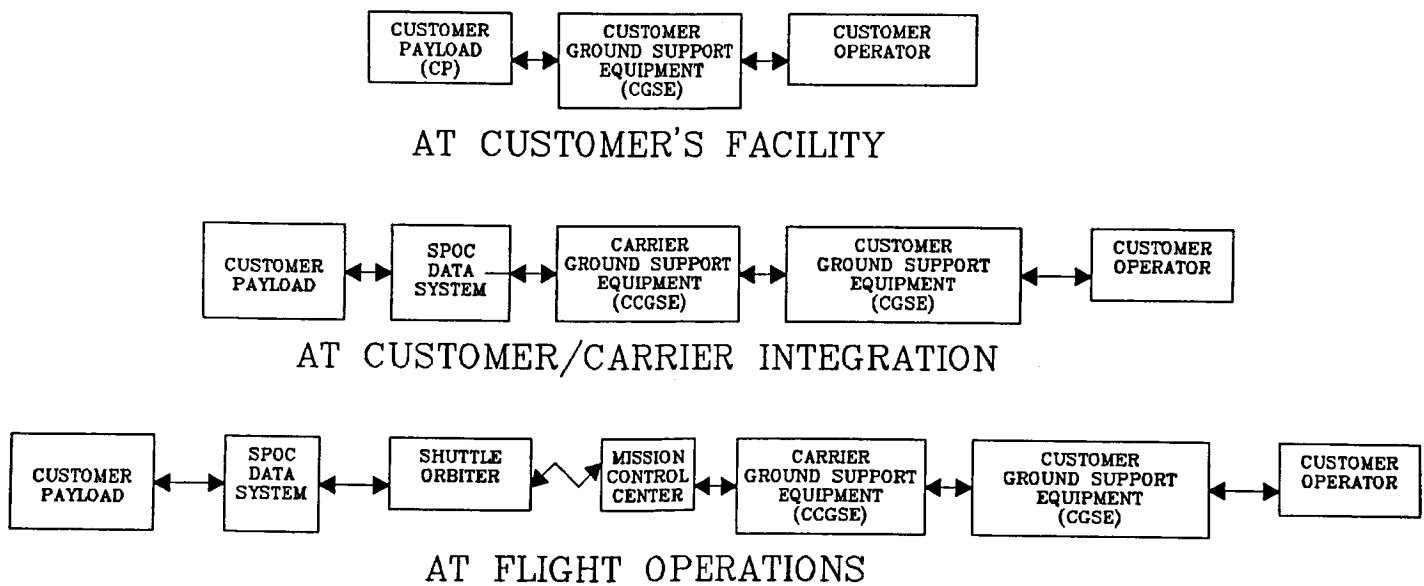 CUSTOMER
PAYLOAD
(CP)
CUSTOMER
GROUND SUPPORT
EQUIPMENT
(CGSE)
CUSTOMER
OPERATOR
AT CUSTOMER'S FACILITY
CUSTOMER
PAYLOAD
SPOC
DATA
SYSTEM
CARRIER
GROUND SUPPORT
EQUIPMENT
(CCGSE)
CUSTOMER
GROUND SUPPORT
EQUIPMENT
(CGSE)
CUSTOMER
OPERATOR
AT CUSTOMER/CARRIER INTEGRATION
CUSTOMER
PAYLOAD
SPOC
DATA
SYSTEM
SHUTTLE
ORBITER
MISSION
CONTROL
CENTER
CARRIER
GROUND SUPPORT
EQUIPMENT
(CCGSE)
CUSTOMER
GROUND SUPPORT
EQUIPMENT
(CGSE)
CUSTOMER
OPERATOR
AT FLIGHT OPERATIONS